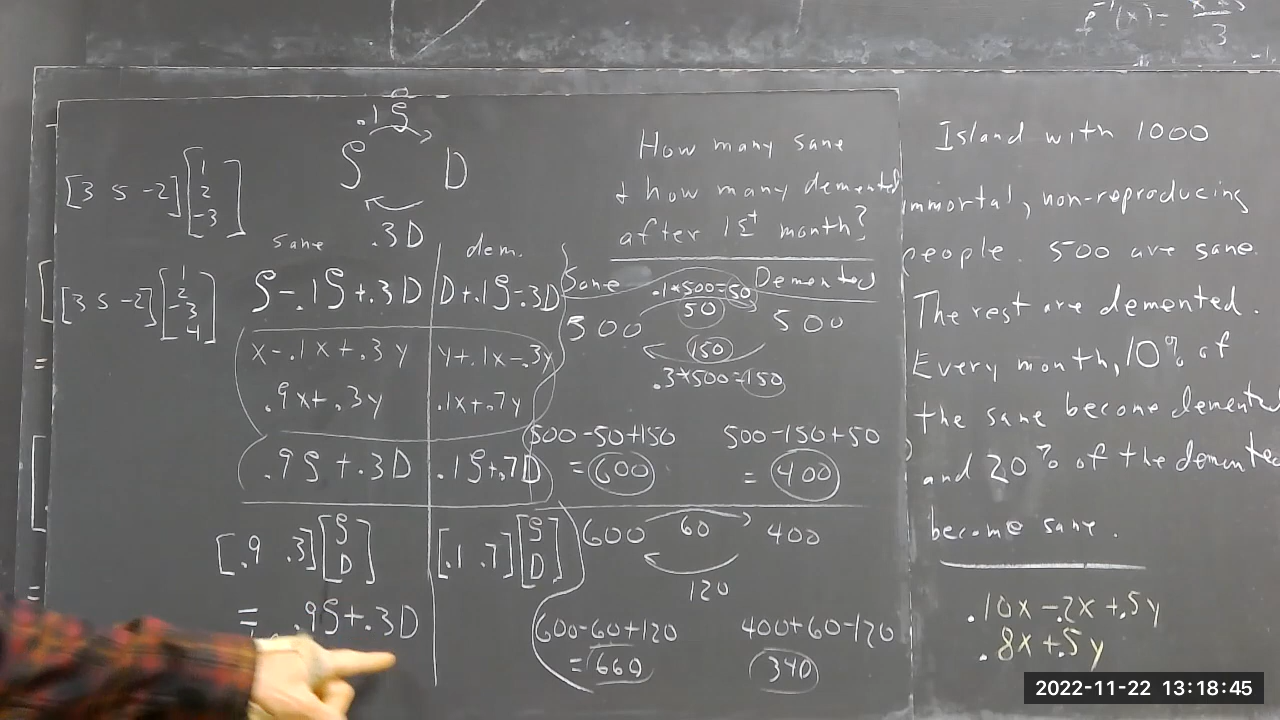 f⁻¹(x) =
3
.1S
S D
.3D
[3 5 -2] [1 2 -3]
[3 5 -2] [1 2 -3 4]
sane dem.
S-.1S+.3D D+.1S-.3D
x-.1x+.3y y+.1x-.3y
.9x+.3y .1x+.7y
.9S+.3D .1S+.7D
[.9 .3] [S D] [.1 .7] [S D]
= .9S+.3D
How many sane
+ how many demented
after 1st month?
Sane Demented
.1*500=50
50
500 500
150
.3*500=150
500-50+150 500-150+50
= 600 = 400
600 60 400
120
600-60+120 400+60-120
= 660 340
Island with 1000
immortal, non-reproducing
people. 500 are sane.
The rest are demented.
Every month, 10% of
the sane become demented
and 20% of the demented
become sane.
.10x-.2x+.5y
.8x+.5y
2022-11-22 13:18:45